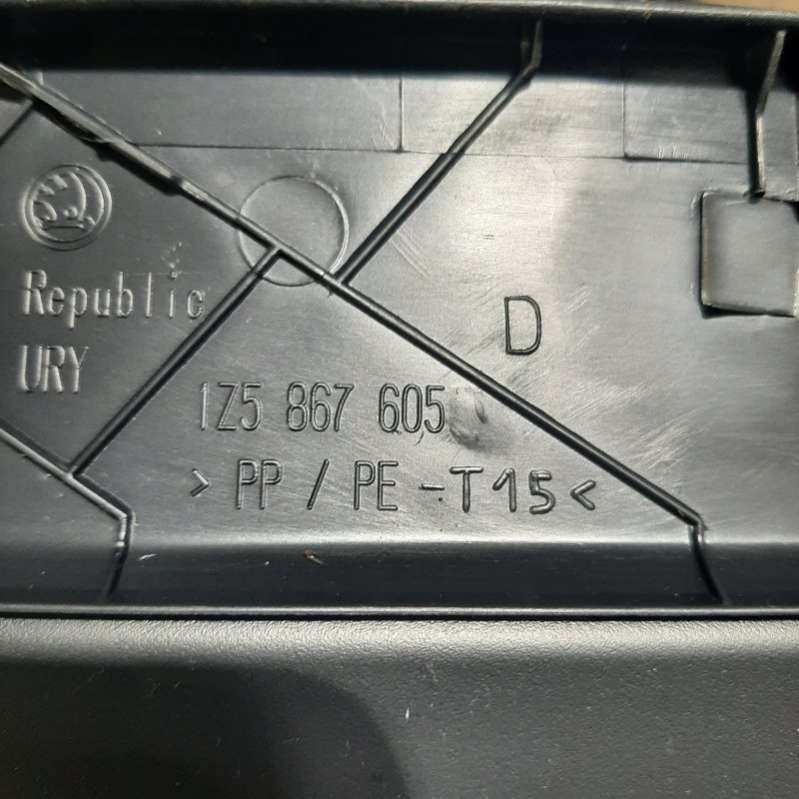 Republic
URY
D
1Z5 867 605
> PP / PE -T15<